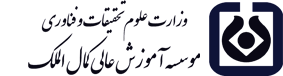 وزارت علوم تحقیقات و فناوری
موسسه آموزش عالی کمال الملک